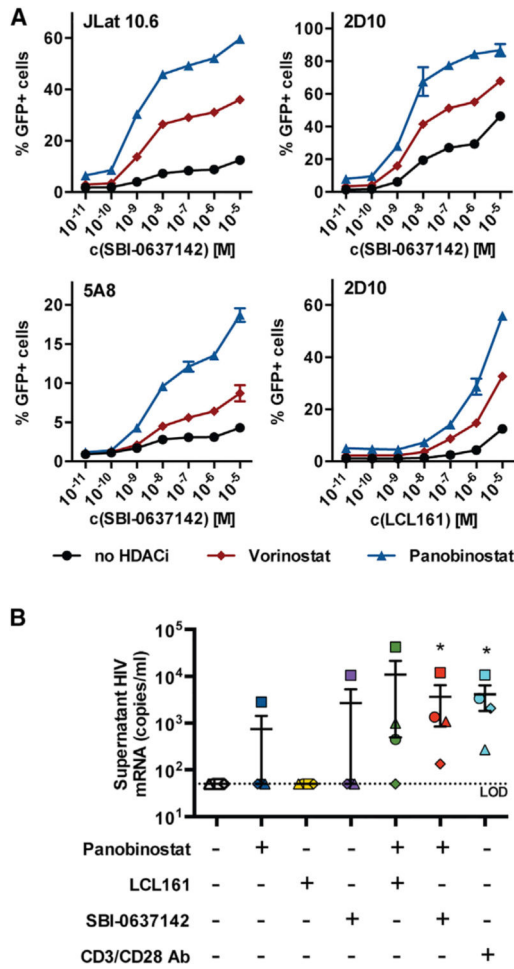 A
JLat 10.6
% GFP+ cells
60
40
20
0
10-11
10-10
10-9
10-8
10-7
10-6
10-5
c(SBI-0637142) [M]
2D10
% GFP+ cells
100
80
60
40
20
0
10-11
10-10
10-9
10-8
10-7
10-6
10-5
c(SBI-0637142) [M]
5A8
% GFP+ cells
20
15
10
5
0
10-11
10-10
10-9
10-8
10-7
10-6
10-5
c(SBI-0637142) [M]
2D10
% GFP+ cells
60
40
20
0
10-11
10-10
10-9
10-8
10-7
10-6
10-5
c(LCL161) [M]
no HDACi Vorinostat Panobinostat
B
Supernatant HIV
mRNA (copies/ml)
105
104
103
102
101
* *
LOD
Panobinostat - + - - + + -
LCL161 - - + - + - -
SBI-0637142 - - - + - + -
CD3/CD28 Ab - - - - - - +